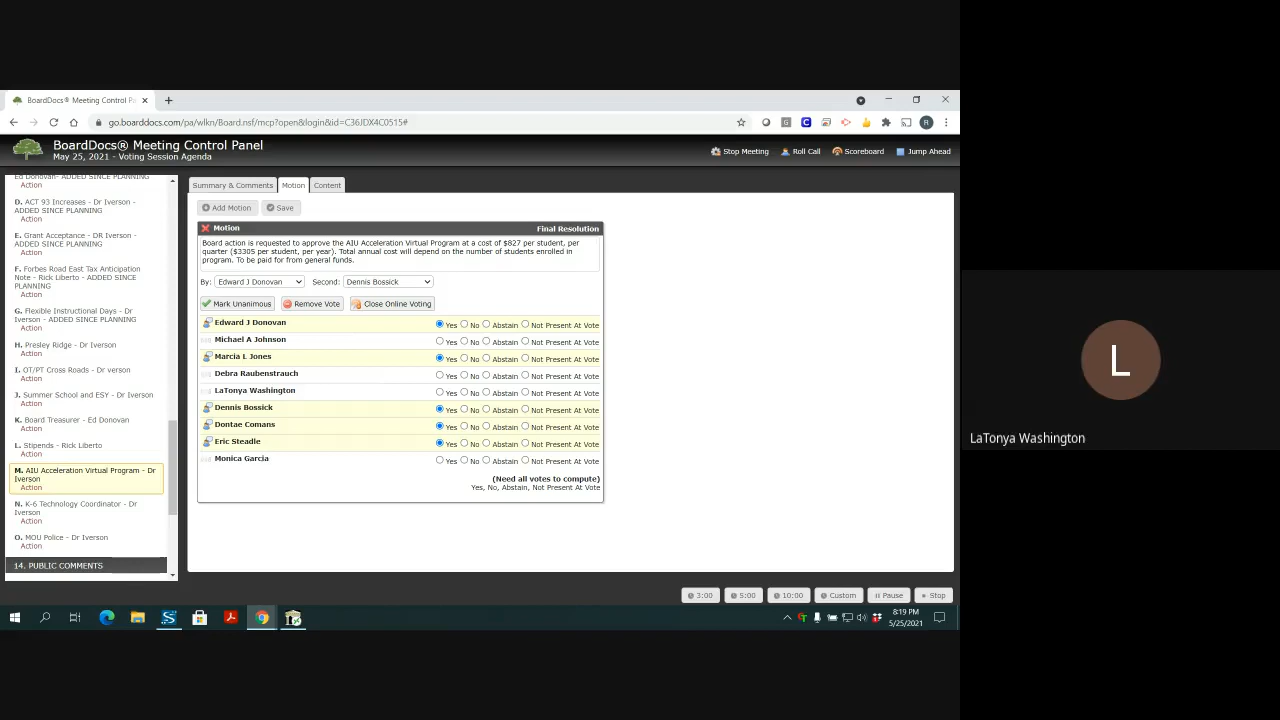 BoardDocs® Meeting Control P
go.boarddocs.com/pa/wlkn/Board.nsf/mcp?open&login&id=C36JDX4C0515#
R
BoardDocs® Meeting Control Panel
May 25, 2021 - Voting Session Agenda
Stop Meeting
Roll Call
Scoreboard
Jump Ahead
Ed Donovan- ADDED SINCE PLANNING
Action
D. ACT 93 Increases - Dr Iverson -
ADDED SINCE PLANNING
Action
E. Grant Acceptance - DR Iverson -
ADDED SINCE PLANNING
Action
F. Forbes Road East Tax Anticipation
Note - Rick Liberto - ADDED SINCE
PLANNING
Action
G. Flexible Instructional Days - Dr
Iverson - ADDED SINCE PLANNING
Action
H. Presley Ridge - Dr Iverson
Action
I. OT/PT Cross Roads - Dr verson
Action
J. Summer School and ESY - Dr Iverson
Action
K. Board Treasurer - Ed Donovan
Action
L. Stipends - Rick Liberto
Action
M. AIU Acceleration Virtual Program - Dr
Iverson
Action
N. K-6 Technology Coordinator - Dr
Iverson
Action
O. MOU Police - Dr Iverson
Action
14. PUBLIC COMMENTS
Summary & Comments
Motion
Content
Add Motion
Save
Motion
Final Resolution
Board action is requested to approve the AIU Acceleration Virtual Program at a cost of $827 per student, per
quarter ($3305 per student, per year). Total annual cost will depend on the number of students enrolled in
program. To be paid for from general funds.
By: Edward J Donovan Second: Dennis Bossick
Mark Unanimous
Remove Vote
Close Online Voting
Edward J Donovan Yes No Abstain Not Present At Vote
Michael A Johnson Yes No Abstain Not Present At Vote
Marcia L Jones Yes No Abstain Not Present At Vote
Debra Raubenstrauch Yes No Abstain Not Present At Vote
LaTonya Washington Yes No Abstain Not Present At Vote
Dennis Bossick Yes No Abstain Not Present At Vote
Dontae Comans Yes No Abstain Not Present At Vote
Eric Steadle Yes No Abstain Not Present At Vote
Monica Garcia Yes No Abstain Not Present At Vote
(Need all votes to compute)
Yes, No, Abstain, Not Present At Vote
3:00
5:00
10:00
Custom
Pause
Stop
8:19 PM
5/25/2021
L
LaTonya Washington